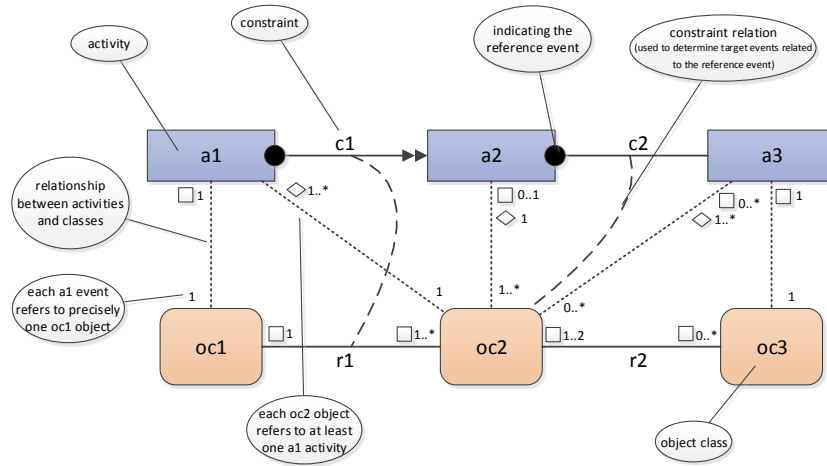 activity
constraint
indicating the
reference event
constraint relation
(used to determine target events related
to the reference event)
a1
c1
a2
c2
a3
relationship
between activities
and classes
1
1..*
0..1
1
0..*
1..*
1
each a1 event
refers to precisely
one oc1 object
1
1
1..*
0..*
1
oc1
1
r1
1..*
oc2
1..2
r2
0..*
oc3
each oc2 object
refers to at least
one a1 activity
object class